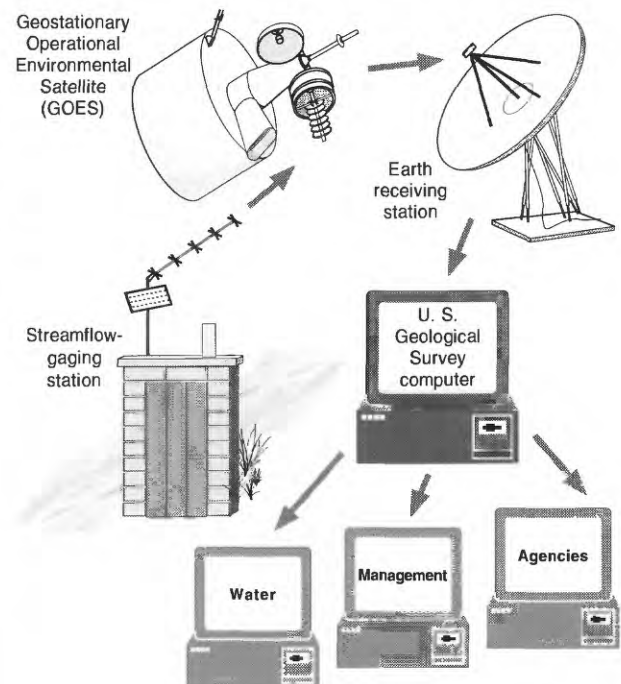 Geostationary
Operational
Environmental
Satellite
(GOES)
Earth
receiving
station
Streamflow-
gaging
station
U. S.
Geological
Survey
computer
Water
Management
Agencies